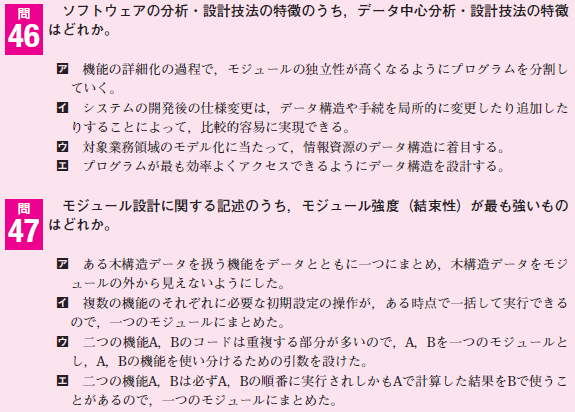 問
46
ソフトウェアの分析・設計技法の特徴のうち，データ中心分析・設計技法の特徴
はどれか。
ア 機能の詳細化の過程で，モジュールの独立性が高くなるようにプログラムを分割し
ていく。
イ システムの開発後の仕様変更は，データ構造や手続を局所的に変更したり追加した
りすることによって，比較的容易に実現できる。
ウ 対象業務領域のモデル化に当たって，情報資源のデータ構造に着目する。
エ プログラムが最も効率よくアクセスできるようにデータ構造を設計する。
問
47
モジュール設計に関する記述のうち，モジュール強度（結束性）が最も強いもの
はどれか。
ア ある木構造データを扱う機能をデータとともに一つにまとめ，木構造データをモジ
ュールの外から見えないようにした。
イ 複数の機能のそれぞれに必要な初期設定の操作が，ある時点で一括して実行できる
ので，一つのモジュールにまとめた。
ウ 二つの機能A，Bのコードは重複する部分が多いので，A，Bを一つのモジュールと
し，A，Bの機能を使い分けるための引数を設けた。
エ 二つの機能A，Bは必ずA，Bの順番に実行されしかもAで計算した結果をBで使うこ
とがあるので，一つのモジュールにまとめた。